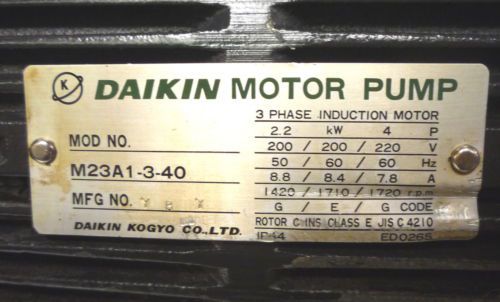 K DAIKIN MOTOR PUMP
3 PHASE INDUCTION MOTOR
2.2 kW 4 P
MOD NO.
200 / 200 / 220 V
50 / 60 / 60 Hz
M23A1-3-40
8.8 / 8.4 / 7.8 A
1420 / 1710 / 1720 r.p.m
MFG NO.
G / E / G CODE
ROTOR C INS CLASS E JIS C 4210
DAIKIN KOGYO CO.,LTD.
IP44 ED0265